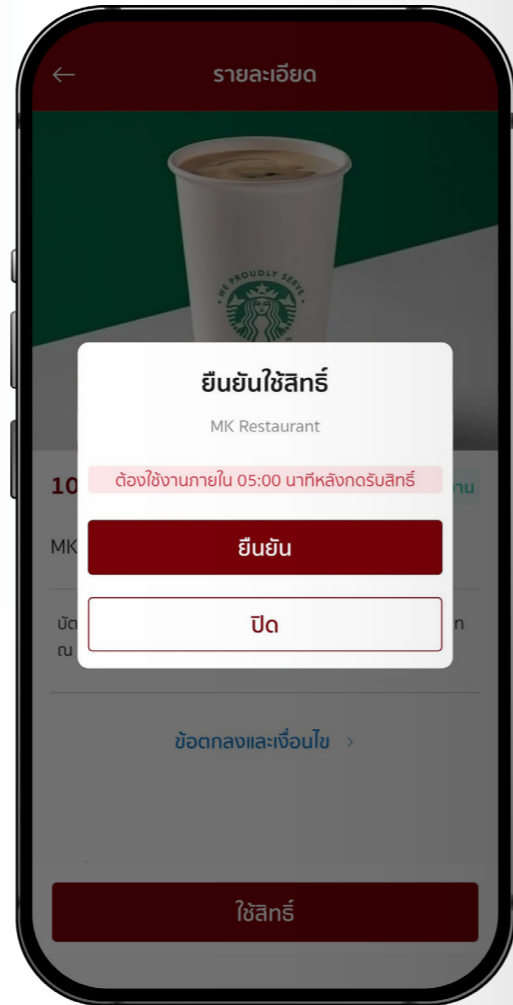 รายละเอียด
WE PROUDLY SERVE
ยืนยันใช้สิทธิ์
MK Restaurant
ต้องใช้งานภายใน 05:00 นาทีหลังกดรับสิทธิ์
10
ยืนยัน
MK
ปิด
ณ
ข้อตกลงและเงื่อนไข >
ใช้สิทธิ์